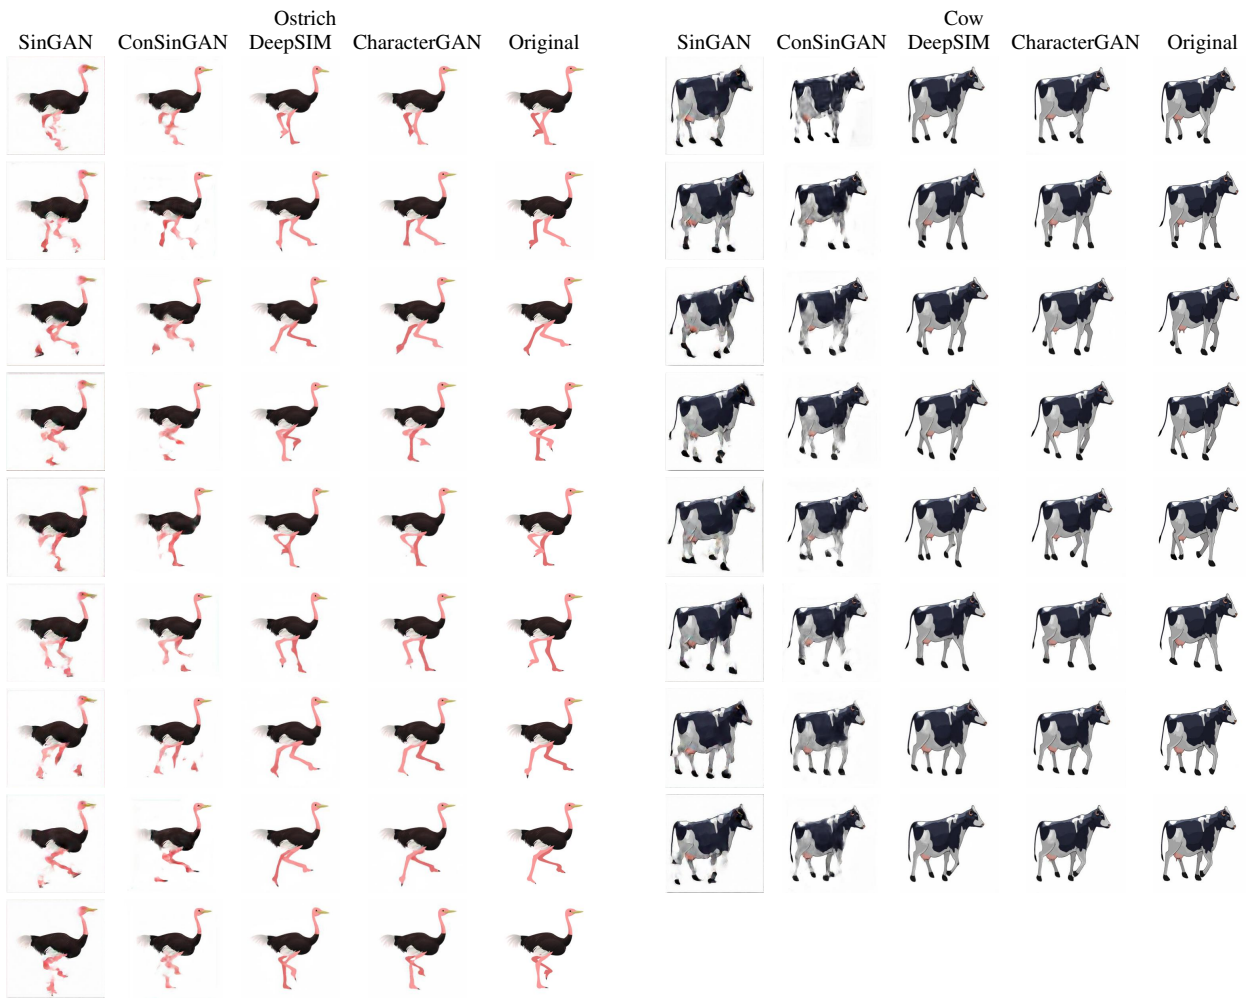 Ostrich
SinGAN ConSinGAN DeepSIM CharacterGAN Original
Cow
SinGAN ConSinGAN DeepSIM CharacterGAN Original